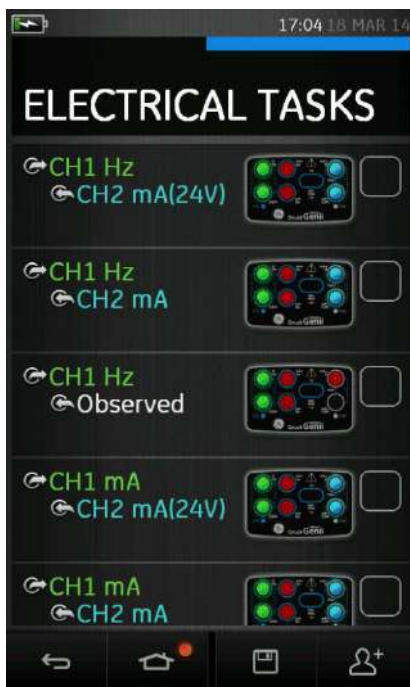 17:04 18 MAR 14
ELECTRICAL TASKS
CH1 Hz
CH2 mA(24V)
CH1 Hz
CH2 mA
CH1 Hz
Observed
CH1 mA
CH2 mA(24V)
CH1 mA
CH2 mA